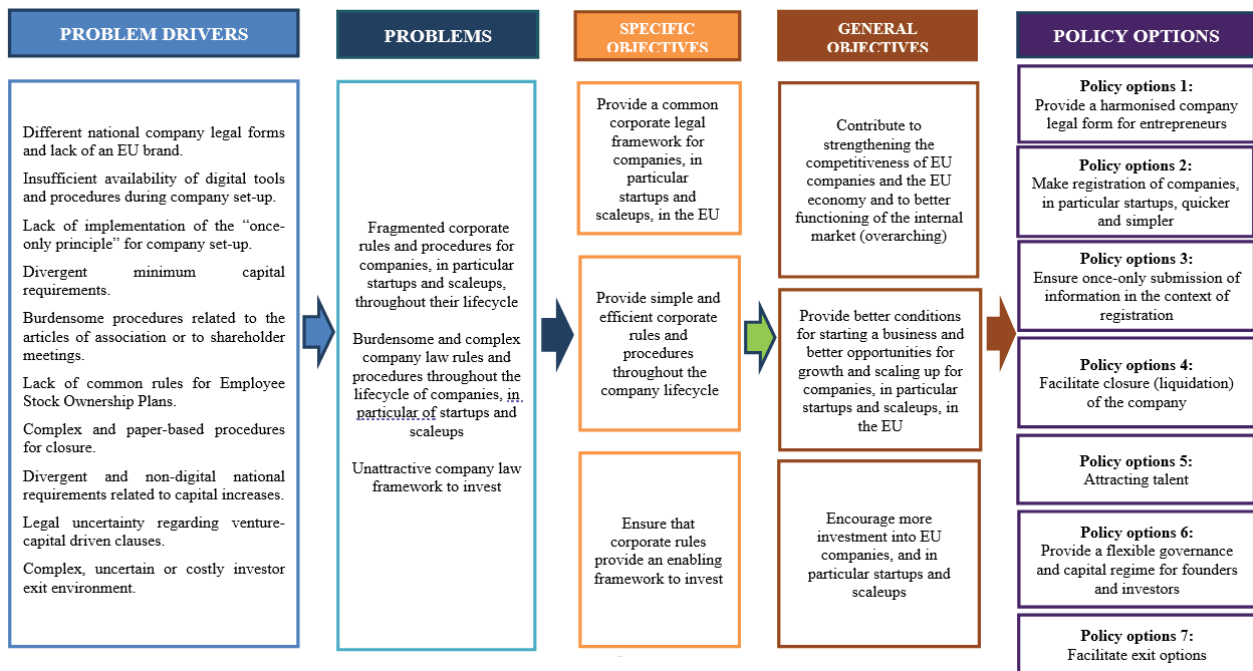 PROBLEM DRIVERS
Different national company legal forms
and lack of an EU brand.
Insufficient availability of digital tools
and procedures during company set-up.
Lack of implementation of the “once-
only principle” for company set-up.
Divergent minimum capital
requirements.
Burdensome procedures related to the
articles of association or to shareholder
meetings.
Lack of common rules for Employee
Stock Ownership Plans.
Complex and paper-based procedures
for closure.
Divergent and non-digital national
requirements related to capital increases.
Legal uncertainty regarding venture-
capital driven clauses.
Complex, uncertain or costly investor
exit environment.
PROBLEMS
Fragmented corporate
rules and procedures for
companies, in particular
startups and scaleups,
throughout their lifecycle
Burdensome and complex
company law rules and
procedures throughout the
lifecycle of companies, in
particular of startups and
scaleups
Unattractive company law
framework to invest
SPECIFIC
OBJECTIVES
Provide a common
corporate legal
framework for
companies, in
particular
startups and
scaleups, in the EU
Provide simple and
efficient corporate
rules and
procedures
throughout the
company lifecycle
Ensure that
corporate rules
provide an enabling
framework to invest
GENERAL
OBJECTIVES
Contribute to
strengthening the
competitiveness of EU
companies and the EU
economy and to better
functioning of the internal
market (overarching)
Provide better conditions
for starting a business and
better opportunities for
growth and scaling up for
companies, in particular
startups and scaleups, in
the EU
Encourage more
investment into EU
companies, and in
particular startups and
scaleups
POLICY OPTIONS
Policy options 1:
Provide a harmonised company
legal form for entrepreneurs
Policy options 2:
Make registration of companies,
in particular startups, quicker
and simpler
Policy options 3:
Ensure once-only submission of
information in the context of
registration
Policy options 4:
Facilitate closure (liquidation)
of the company
Policy options 5:
Attracting talent
Policy options 6:
Provide a flexible governance
and capital regime for founders
and investors
Policy options 7:
Facilitate exit options